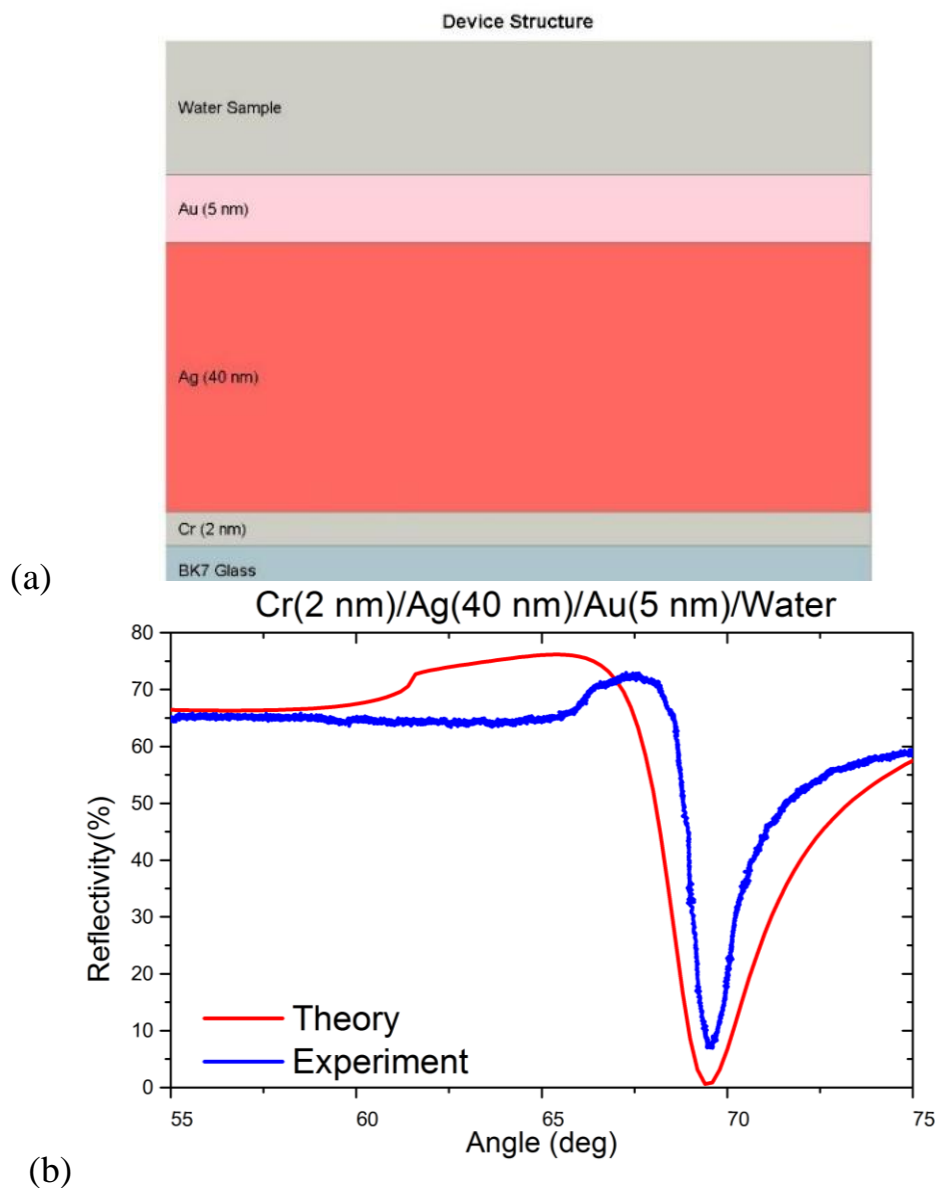 Device Structure
Water Sample
Au (5 nm)
Ag (40 nm)
Cr (2 nm)
BK7 Glass
(a)
Cr(2 nm)/Ag(40 nm)/Au(5 nm)/Water
80
70
60
50
40
30
20
10
0
Reflectivity(%)
Theory
Experiment
55 60 65 70 75
Angle (deg)
(b)